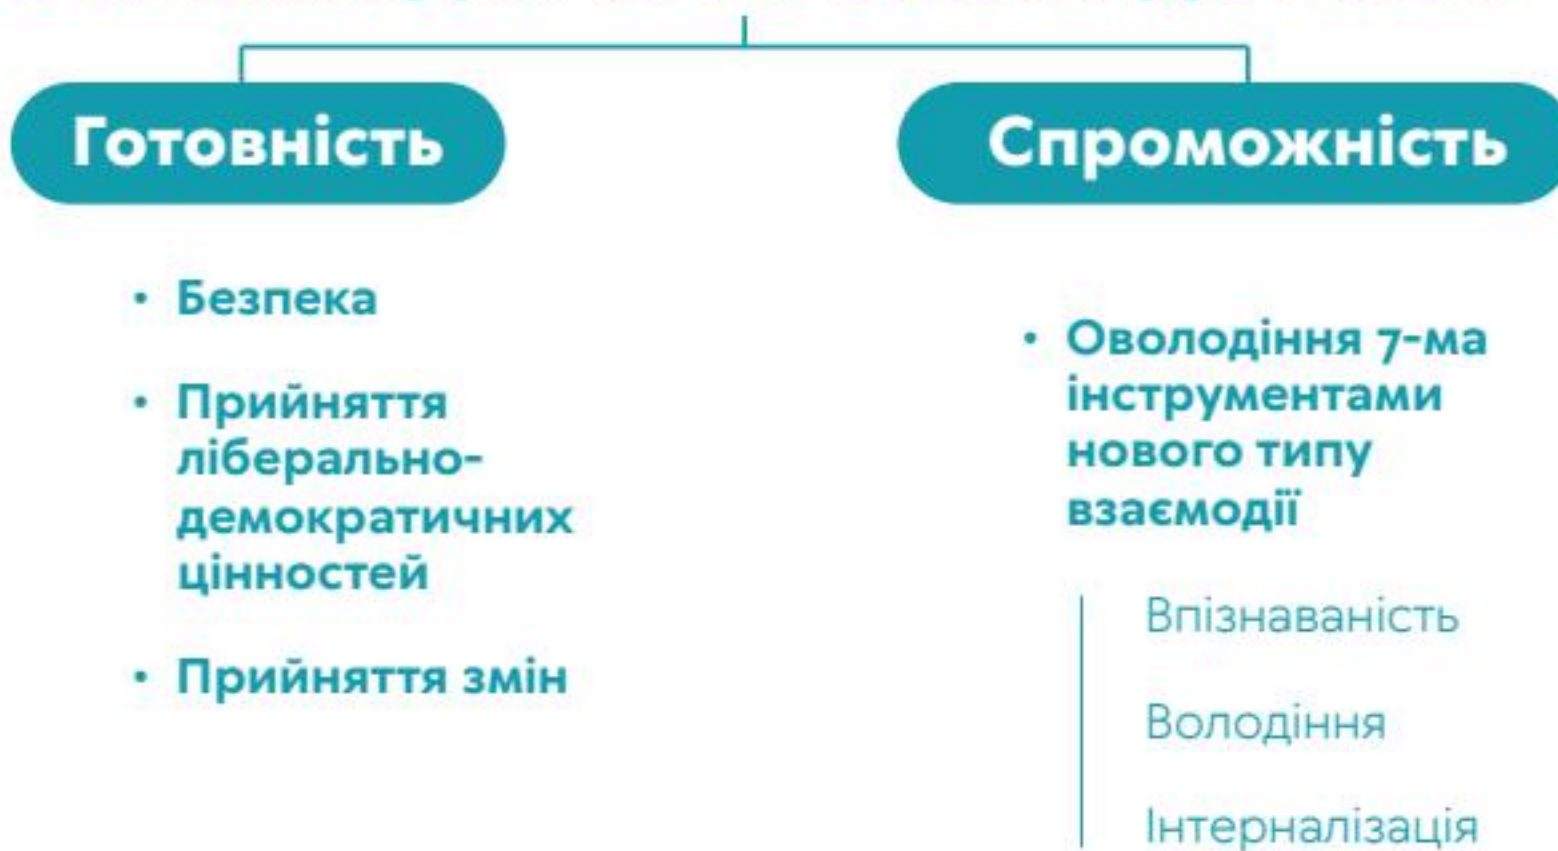 Готовність
• Безпека
• Прийняття
ліберально-
демократичних
цінностей
• Прийняття змін
Спроможність
• Оволодіння 7-ма
інструментами
нового типу
взаємодії
Впізнаваність
Володіння
Інтерналізація